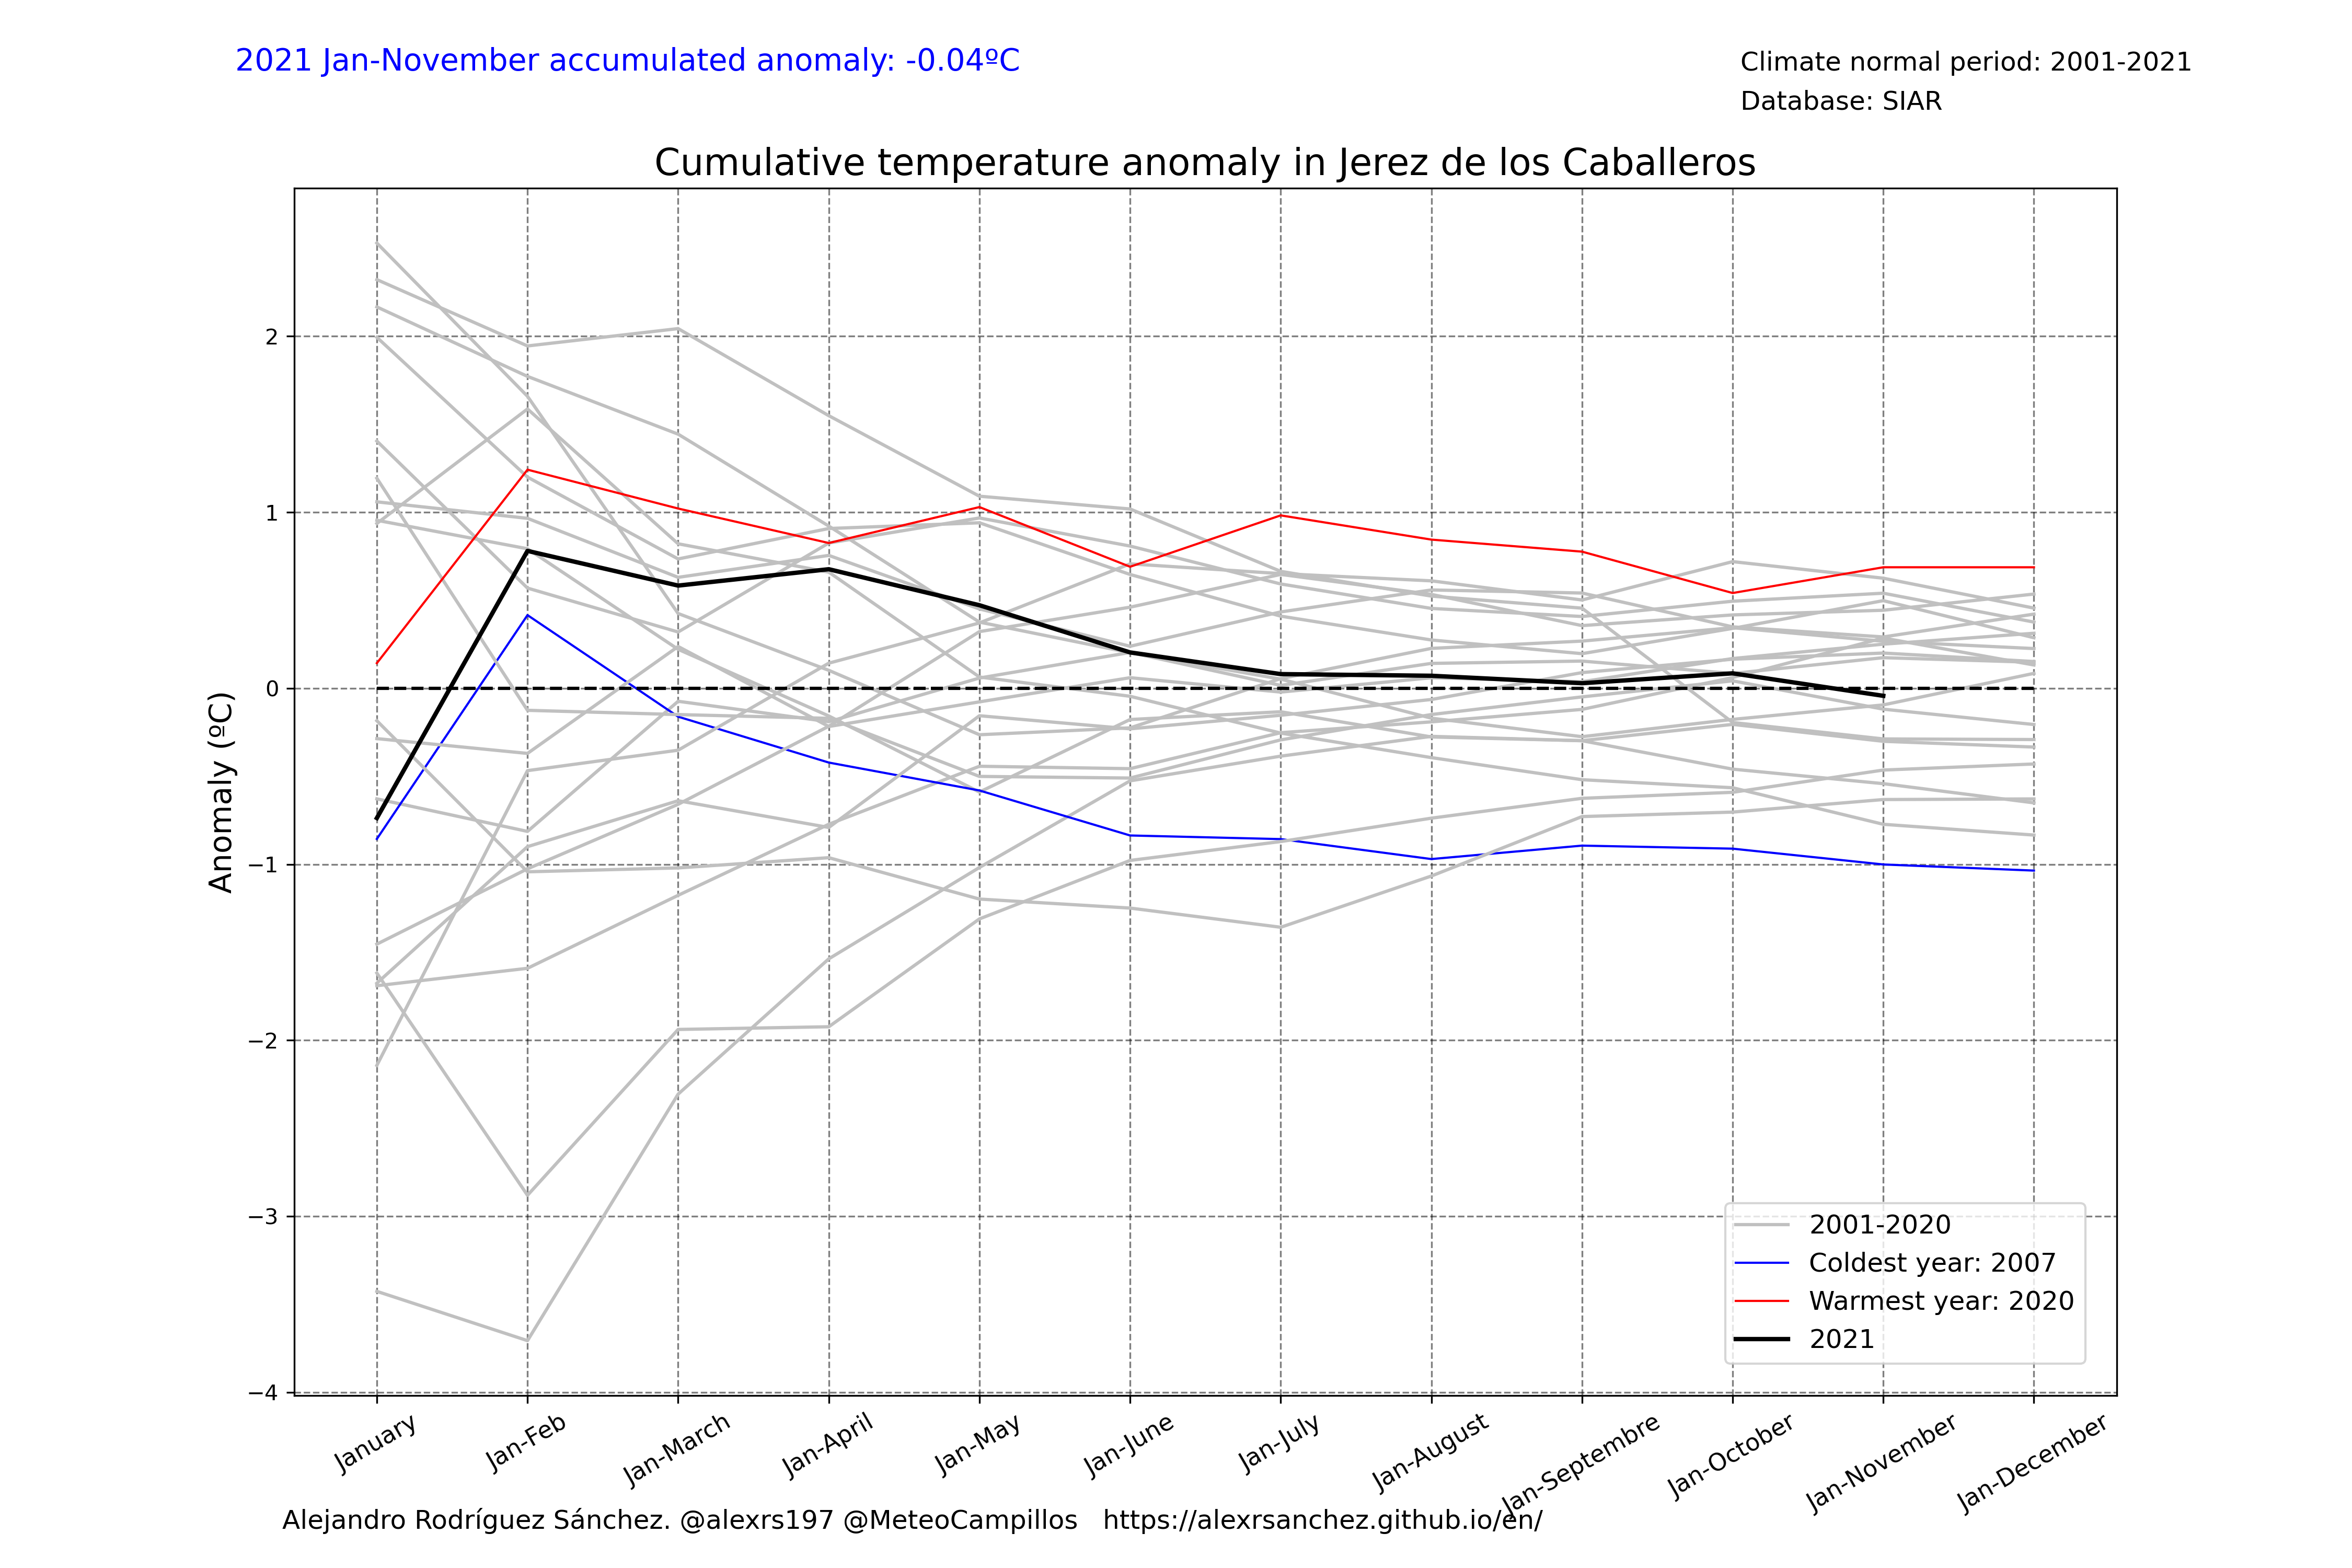 2021 Jan-November accumulated anomaly: -0.04ºC
Climate normal period: 2001-2021
Database: SIAR
Cumulative temperature anomaly in Jerez de los Caballeros
Anomaly (ºC)
2
1
0
−1
−2
−3
−4
2001-2020
Coldest year: 2007
Warmest year: 2020
2021
January
Jan-Feb
Jan-March
Jan-April
Jan-May
Jan-June
Jan-July
Jan-August
Jan-Septembre
Jan-October
Jan-November
Jan-December
Alejandro Rodríguez Sánchez. @alexrs197 @MeteoCampillos   https://alexrsanchez.github.io/en/